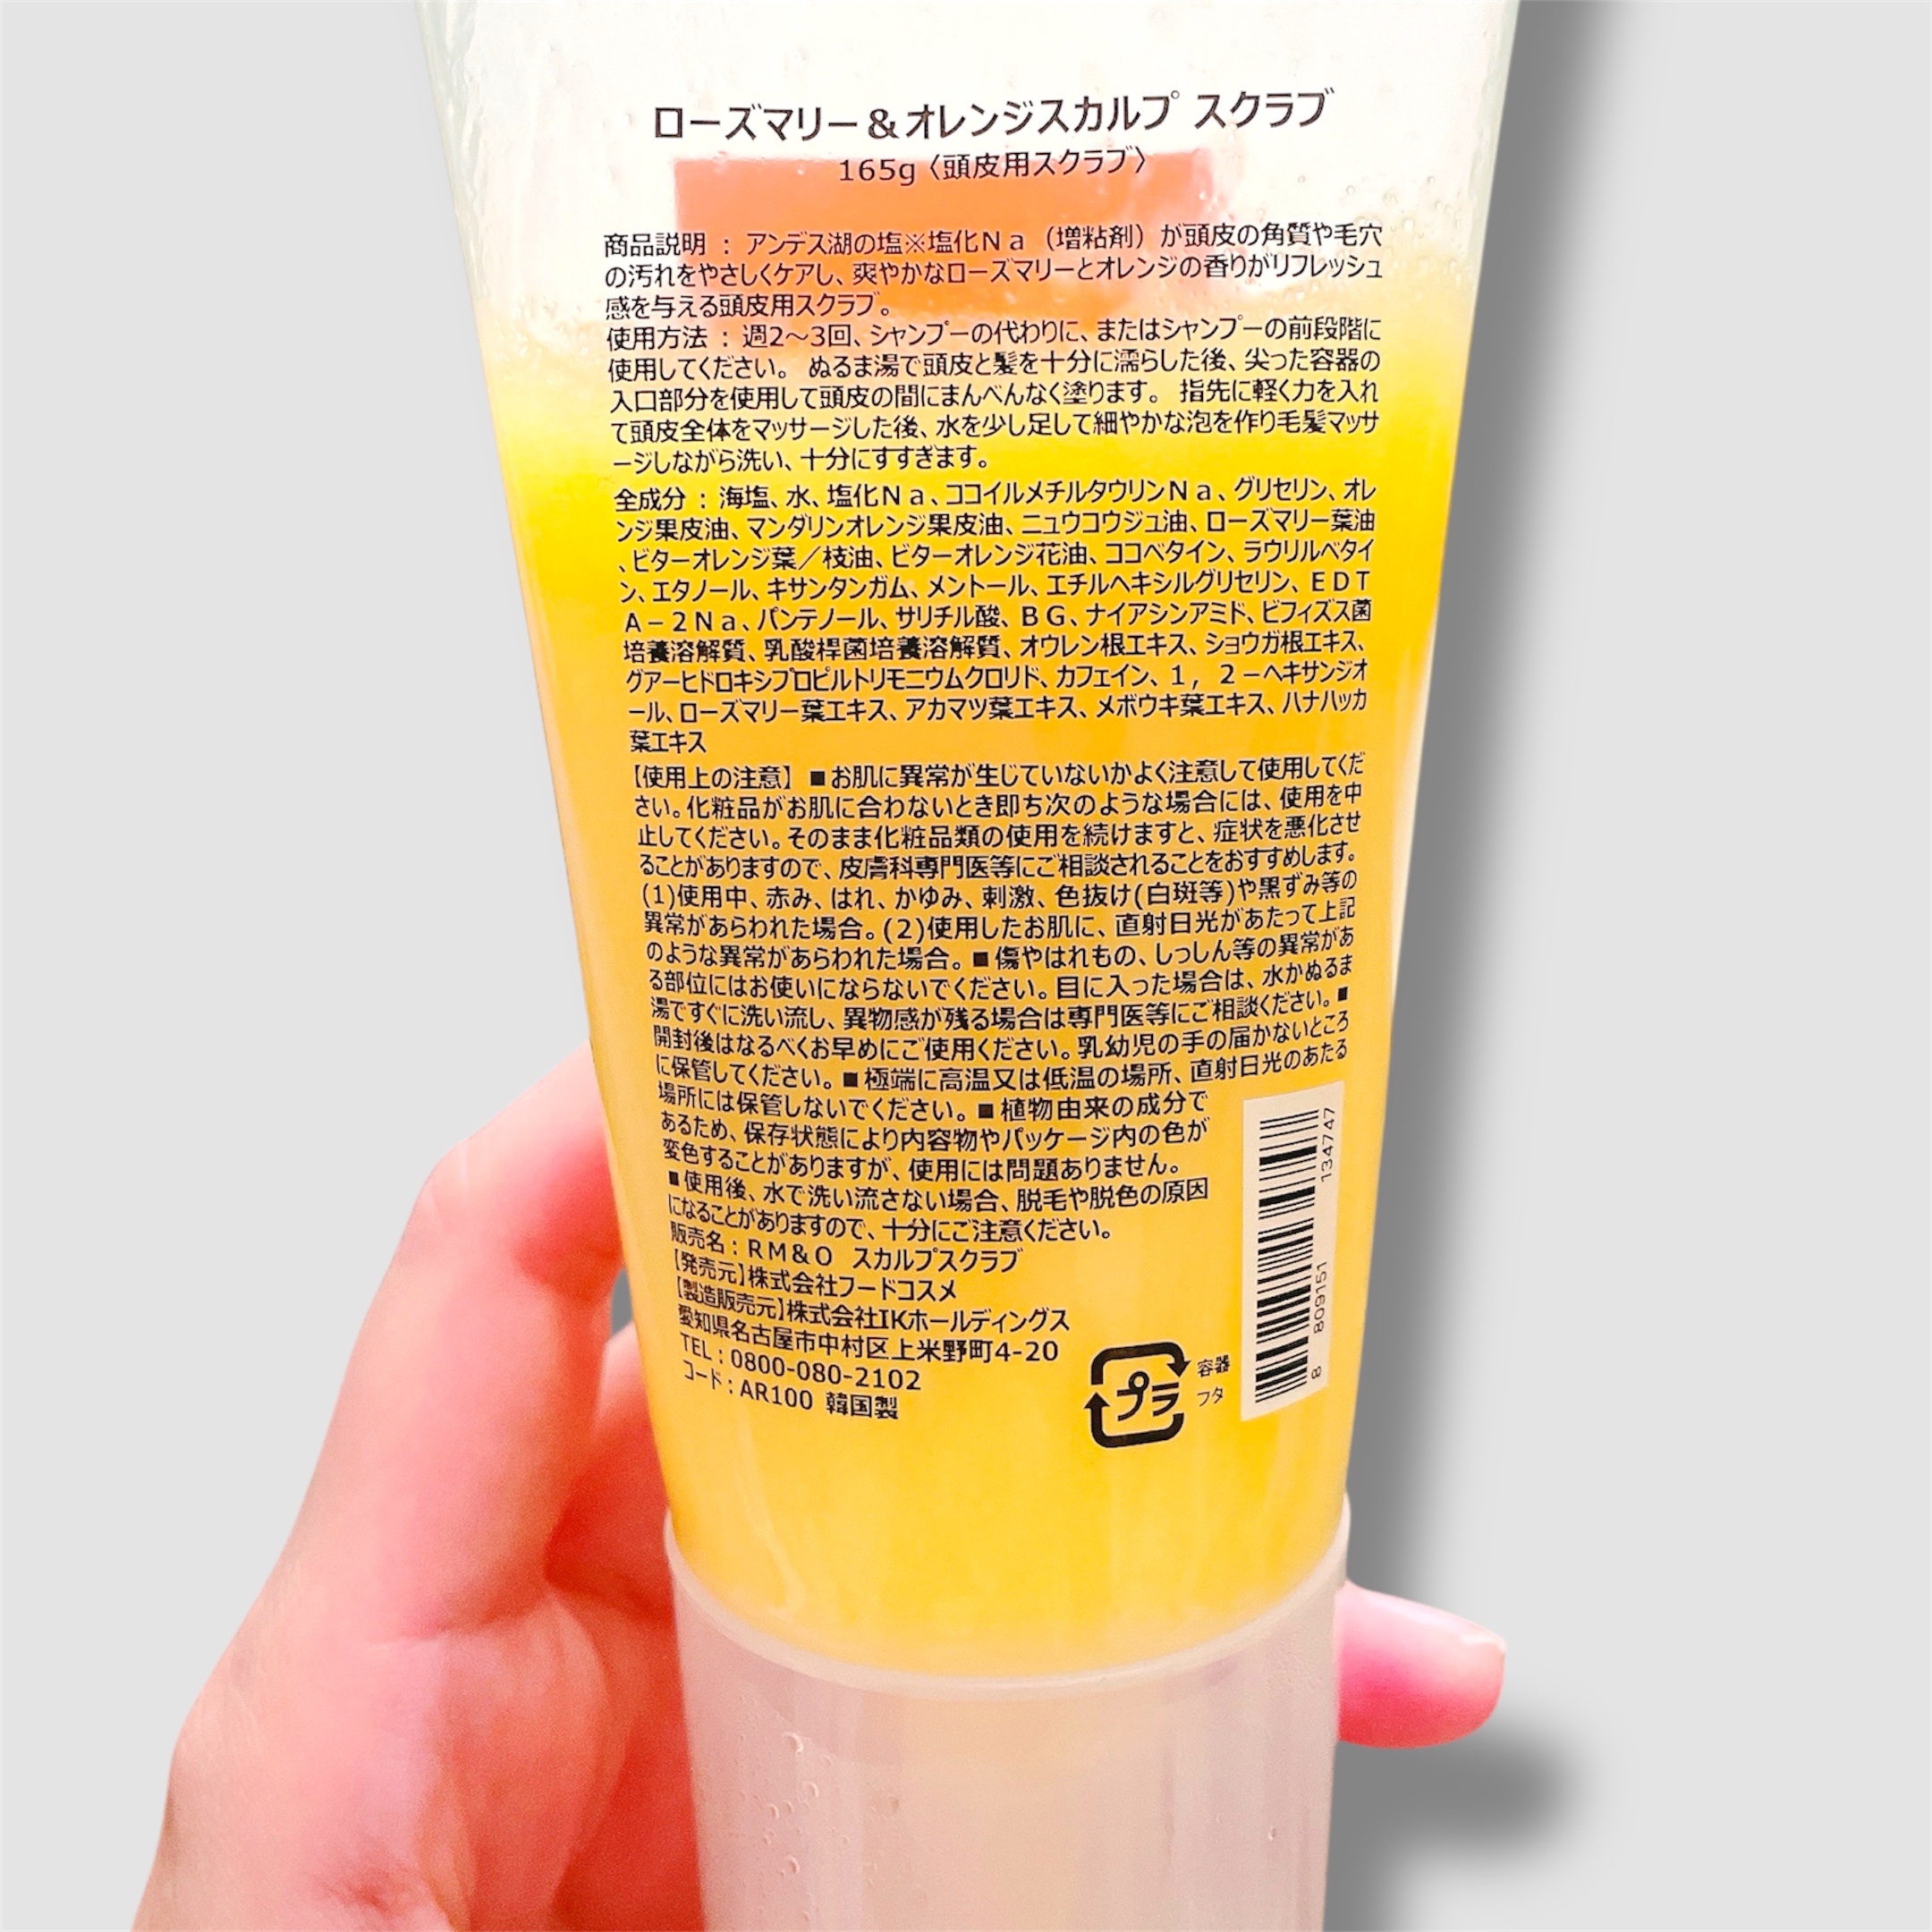 ローズマリー＆オレンジスカルプ スクラブ
165g〈頭皮用スクラブ〉
商品説明 ： アンデス湖の塩※塩化Ｎａ（増粘剤）が頭皮の角質や毛穴
の汚れをやさしくケアし、爽やかなローズマリーとオレンジの香りがリフレッシュ
感を与える頭皮用スクラブ。
使用方法 ： 週2～3回、シャンプーの代わりに、またはシャンプーの前段階に
使用してください。 ぬるま湯で頭皮と髪を十分に濡らした後、尖った容器の
入口部分を使用して頭皮の間にまんべんなく塗ります。 指先に軽く力を入れ
て頭皮全体をマッサージした後、水を少し足して細やかな泡を作り毛髪マッサ
ージしながら洗い、十分にすすぎます。
全成分 ： 海塩、水、塩化Ｎａ、ココイルメチルタウリンＮａ、グリセリン、オレ
ンジ果皮油、マンダリンオレンジ果皮油、ニュウコウジュ油、ローズマリー葉油
、ビターオレンジ葉／枝油、ビターオレンジ花油、ココベタイン、ラウリルベタイ
ン、エタノール、キサンタンガム、メントール、エチルヘキシルグリセリン、ＥＤＴ
Ａ－２Ｎａ、パンテノール、サリチル酸、ＢＧ、ナイアシンアミド、ビフィズス菌
培養溶解質、乳酸桿菌培養溶解質、オウレン根エキス、ショウガ根エキス、
グアーヒドロキシプロピルトリモニウムクロリド、カフェイン、１，２－ヘキサンジオ
ール、ローズマリー葉エキス、アカマツ葉エキス、メボウキ葉エキス、ハナハッカ
葉エキス
【使用上の注意】 ■お肌に異常が生じていないかよく注意して使用してくだ
さい。化粧品がお肌に合わないとき即ち次のような場合には、使用を中
止してください。そのまま化粧品類の使用を続けますと、症状を悪化させ
ることがありますので、皮膚科専門医等にご相談されることをおすすめします。
(1)使用中、赤み、はれ、かゆみ、刺激、色抜け(白斑等)や黒ずみ等の
異常があらわれた場合。(2)使用したお肌に、直射日光があたって上記
のような異常があらわれた場合。■傷やはれもの、しっしん等の異常があ
る部位にはお使いにならないでください。目に入った場合は、水かぬるま
湯ですぐに洗い流し、異物感が残る場合は専門医等にご相談ください。■
開封後はなるべくお早めにご使用ください。乳幼児の手の届かないところ
に保管してください。■極端に高温又は低温の場所、直射日光のあたる
場所には保管しないでください。■植物由来の成分で
あるため、保存状態により内容物やパッケージ内の色が
変色することがありますが、使用には問題ありません。
■使用後、水で洗い流さない場合、脱毛や脱色の原因
になることがありますので、十分にご注意ください。
販売名：ＲＭ＆Ｏ スカルプスクラブ
【発売元】株式会社フードコスメ
【製造販売元】株式会社IKホールディングス
愛知県名古屋市中村区上米野町4-20
TEL：0800-080-2102
コード：AR100 韓国製
プラ
容器
フタ
8 809151 134747